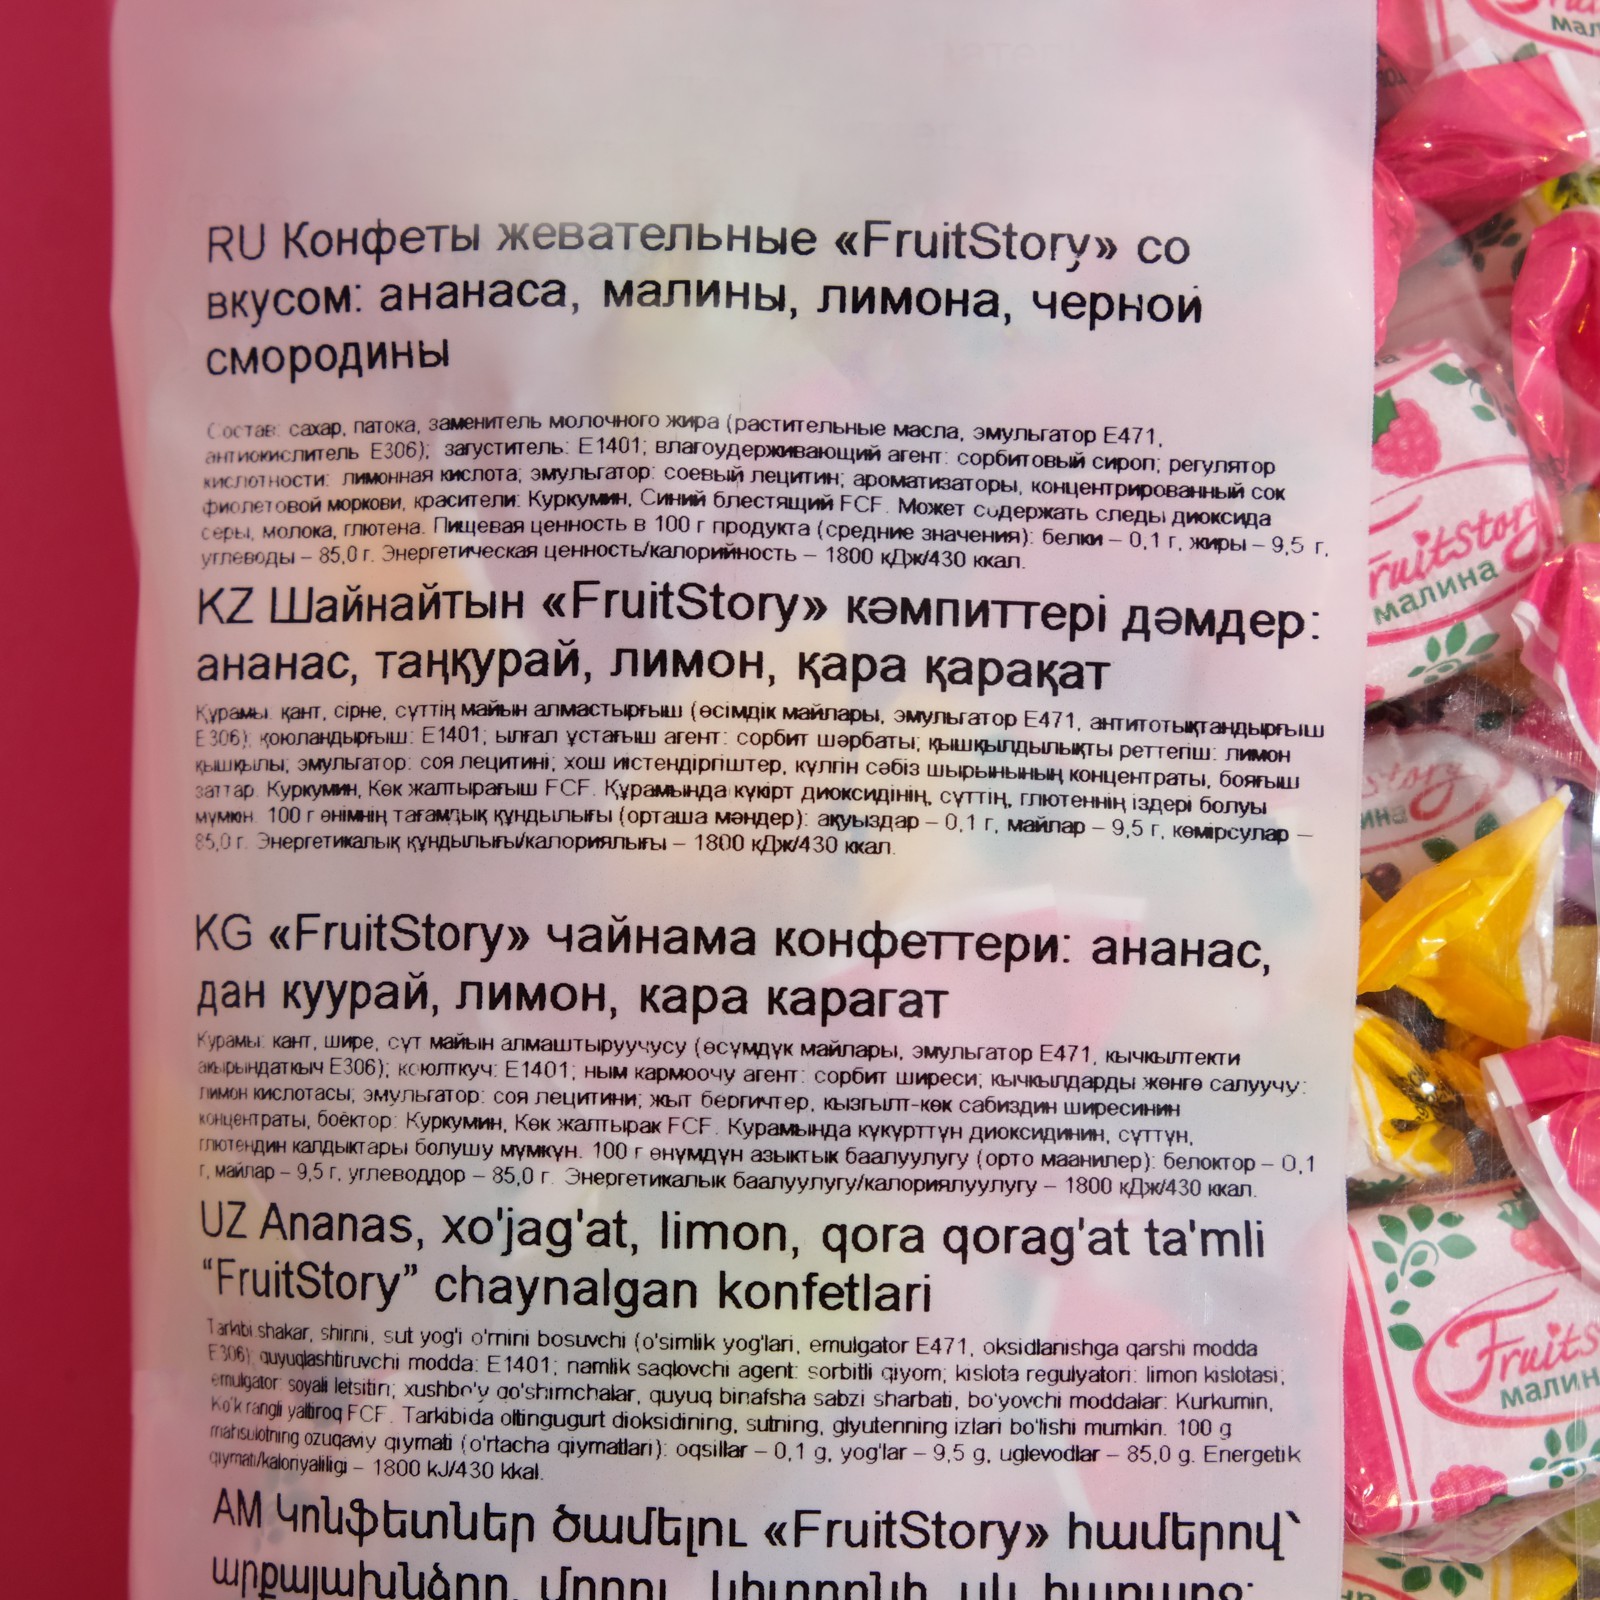 RU Конфеты жевательные «FruitStory» со
вкусом: ананаса, малины, лимона, черной
смородины
Состав: сахар, патока, заменитель молочного жира (растительные масла, эмульгатор Е471,
антиокислитель Е306); загуститель: Е1401; влагоудерживающий агент: сорбитовый сироп; регулятор
кислотности: лимонная кислота; эмульгатор: соевый лецитин; ароматизаторы, концентрированный сок
фиолетовой моркови, красители: Куркумин, Синий блестящий FCF. Может содержать следы диоксида
серы, молока, глютена. Пищевая ценность в 100 г продукта (средние значения): белки – 0,1 г, жиры – 9,5 г,
углеводы – 85,0 г. Энергетическая ценность/калорийность – 1800 кДж/430 ккал.
KZ Шайнайтын «FruitStory» кәмпиттері дәмдер:
ананас, таңқурай, лимон, қара қарақат
Құрамы: қант, сірне, сүттің майын алмастырғыш (өсімдік майлары, эмульгатор Е471, антитотықтандырғыш
Е306); қоюландырғыш: Е1401; ылғал ұстағыш агент: сорбит шәрбаты; қышқылдылықты реттегіш: лимон
қышқылы; эмульгатор: соя лецитині; хош иістендіргіштер, күлгін сәбіз шырынының концентраты, бояғыш
заттар: Куркумин, Көк жалтырағыш FCF. Құрамында күкірт диоксидінің, сүттің, глютеннің іздері болуы
мүмкін. 100 г өнімнің тағамдық құндылығы (орташа мәндер): ақуыздар – 0,1 г, майлар – 9,5 г, көмірсулар –
85,0 г. Энергетикалық құндылығы/калориялығы – 1800 кДж/430 ккал.
KG «FruitStory» чайнама конфеттери: ананас,
дан куурай, лимон, кара карагат
Курамы: кант, шире, сүт майын алмаштыруучусу (өсүмдүк майлары, эмульгатор Е471, кычкылтекти
акырындаткыч Е306); коюлткуч: Е1401; ным кармоочу агент: сорбит ширеси; кычкылдарды жөнгө салуучу:
лимон кислотасы; эмульгатор: соя лецитини; жыт бергичтер, кызгылт-көк сабиздин ширесинин
концентраты, боёктор: Куркумин, Көк жалтырак FCF. Курамында күкүрттүн диоксидинин, сүттүн,
глютендин калдыктары болушу мүмкүн. 100 г өнүмдүн азыктык баалуулугу (орто маанилер): белоктор – 0,1
г, майлар – 9,5 г, углеводдор – 85,0 г. Энергетикалык баалуулугу/калориялуулугу – 1800 кДж/430 ккал.
UZ Ananas, xo'jag'at, limon, qora qorag'at ta'mli
“FruitStory” chaynalgan konfetlari
Tarkibi: shakar, shinni, sut yog'i o'rnini bosuvchi (o'simlik yog'lari, emulgator E471, oksidlanishga qarshi modda
E306); quyuqlashtiruvchi modda: E1401; namlik saqlovchi agent: sorbitli qiyom; kislota regulyatori: limon kislotasi;
emulgator: soyali letsitin; xushbo'y qo'shimchalar, quyuq binafsha sabzi sharbati, bo'yovchi moddalar: Kurkumin,
Ko'k rangli yaltiroq FCF. Tarkibida oltingugurt dioksidining, sutning, glyutenning izlari bo'lishi mumkin. 100 g
mahsulotning ozuqaviy qiymati (o'rtacha qiymatlari): oqsillar – 0,1 g, yog'lar – 9,5 g, uglevodlar – 85,0 g. Energetik
qiymati/kaloriyaliligi – 1800 kJ/430 kkal.
AM Կոնֆետներ ծամելու «FruitStory» համերով՝
FruitStory
малина
FruitS
малин